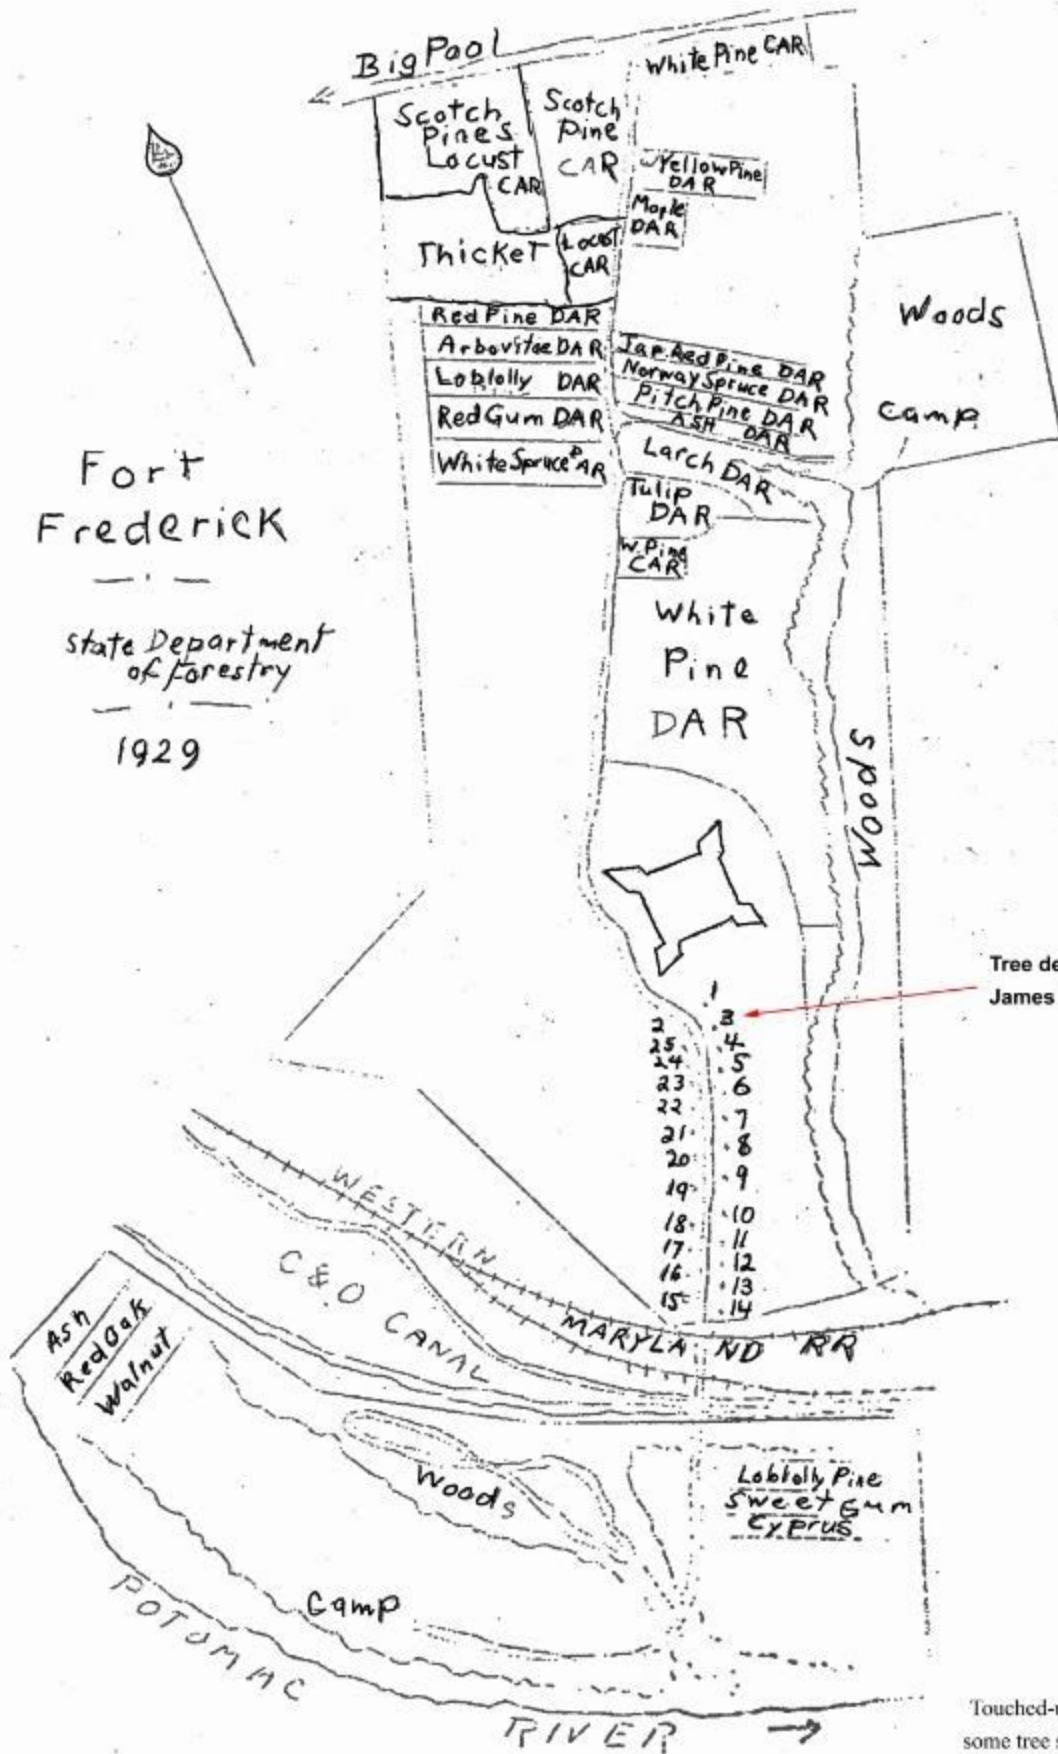 Big Pool
White Pine CAR
Scotch
Pines
Locust
CAR
Scotch
Pine
CAR
Yellow Pine
DAR
Maple
DAR
Thicket
Locust
CAR
Woods
Camp
Red Pine DAR
Arbovitae DAR
Loblolly DAR
Red Gum DAR
White Spruce DAR
Jap. Red Pine DAR
Norway Spruce DAR
Pitch Pine DAR
ASH DAR
Larch DAR
Tulip
DAR
W. Pine
CAR
White
Pine
DAR
Fort
Frederick
State Department
of Forestry
1929
Woods
Tree de
James
1
2
3
25
4
24
5
23
6
22
7
21
8
20
9
19
10
18
11
17
12
16
13
15
14
WESTERN
MARYLAND RR
C&O CANAL
Ash
Red Oak
Walnut
Woods
Loblolly Pine
Sweet Gum
Cyprus
Camp
POTOMAC
RIVER
Touched-u
some tree s